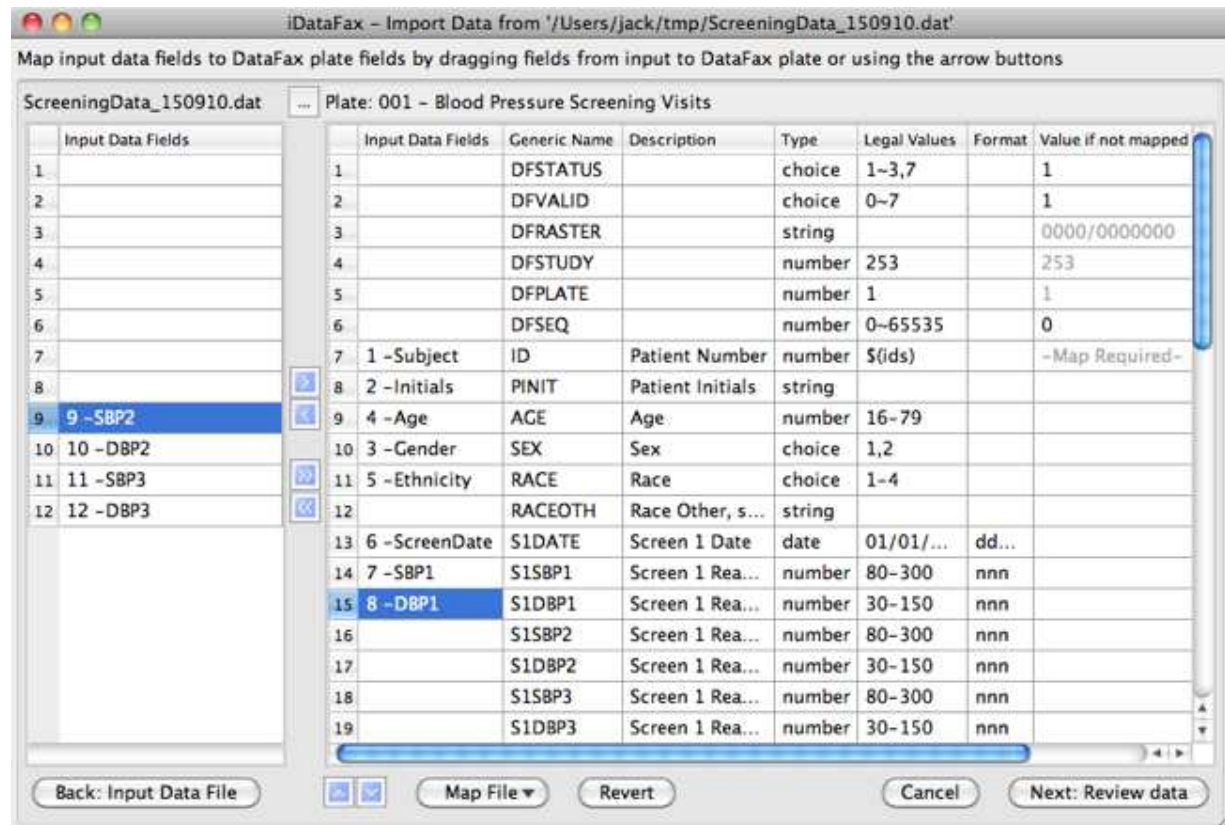 iDataFax – Import Data from '/Users/jack/tmp/ScreeningData_150910.dat'
Map input data fields to DataFax plate fields by dragging fields from input to DataFax plate or using the arrow buttons
ScreeningData_150910.dat ... Plate: 001 – Blood Pressure Screening Visits
Input Data Fields Input Data Fields Generic Name Description Type Legal Values Format Value if not mapped
1 1 DFSTATUS choice 1~3,7 1
2 2 DFVALID choice 0~7 1
3 3 DFRASTER string 0000/0000000
4 4 DFSTUDY number 253 253
5 5 DFPLATE number 1 1
6 6 DFSEQ number 0~65535 0
7 7 1 –Subject ID Patient Number number $(ids) –Map Required–
8 8 2 –Initials PINIT Patient Initials string
9 9 –SBP2 9 4 –Age AGE Age number 16–79
10 10 –DBP2 10 3 –Gender SEX Sex choice 1,2
11 11 –SBP3 11 5 –Ethnicity RACE Race choice 1–4
12 12 –DBP3 12 RACEOTH Race Other, s...  string
13 6 –ScreenDate S1DATE Screen 1 Date date 01/01/... dd...
14 7 –SBP1 S1SBP1 Screen 1 Rea... number 80–300 nnn
15 8 –DBP1 S1DBP1 Screen 1 Rea... number 30–150 nnn
16 S1SBP2 Screen 1 Rea... number 80–300 nnn
17 S1DBP2 Screen 1 Rea... number 30–150 nnn
18 S1SBP3 Screen 1 Rea... number 80–300 nnn
19 S1DBP3 Screen 1 Rea... number 30–150 nnn
Back: Input Data File Map File Revert Cancel Next: Review data